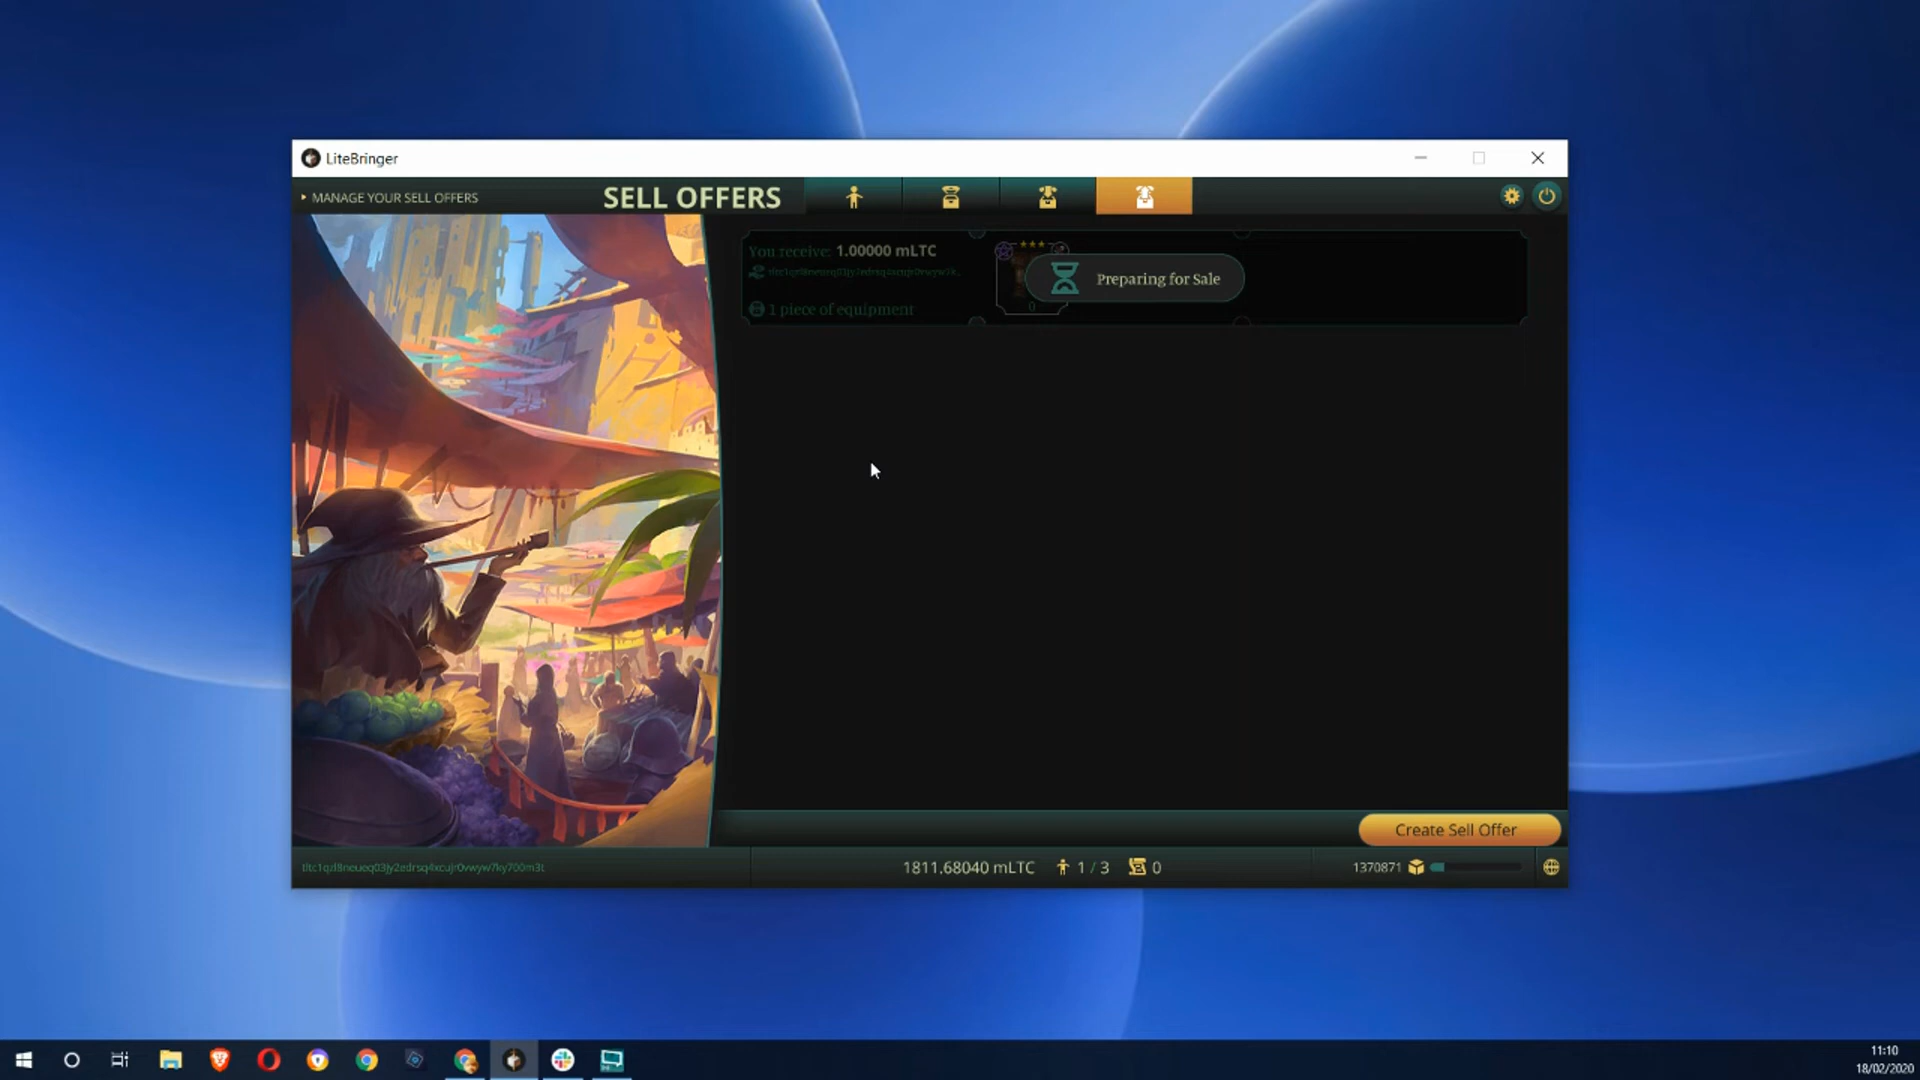 LiteBringer
MANAGE YOUR SELL OFFERS
SELL OFFERS
You receive: 1.00000 mLTC
1 piece of equipment
0
Preparing for Sale
Create Sell Offer
1811.68040 mLTC
1 / 3
0
1370871
11:10
18/02/2020